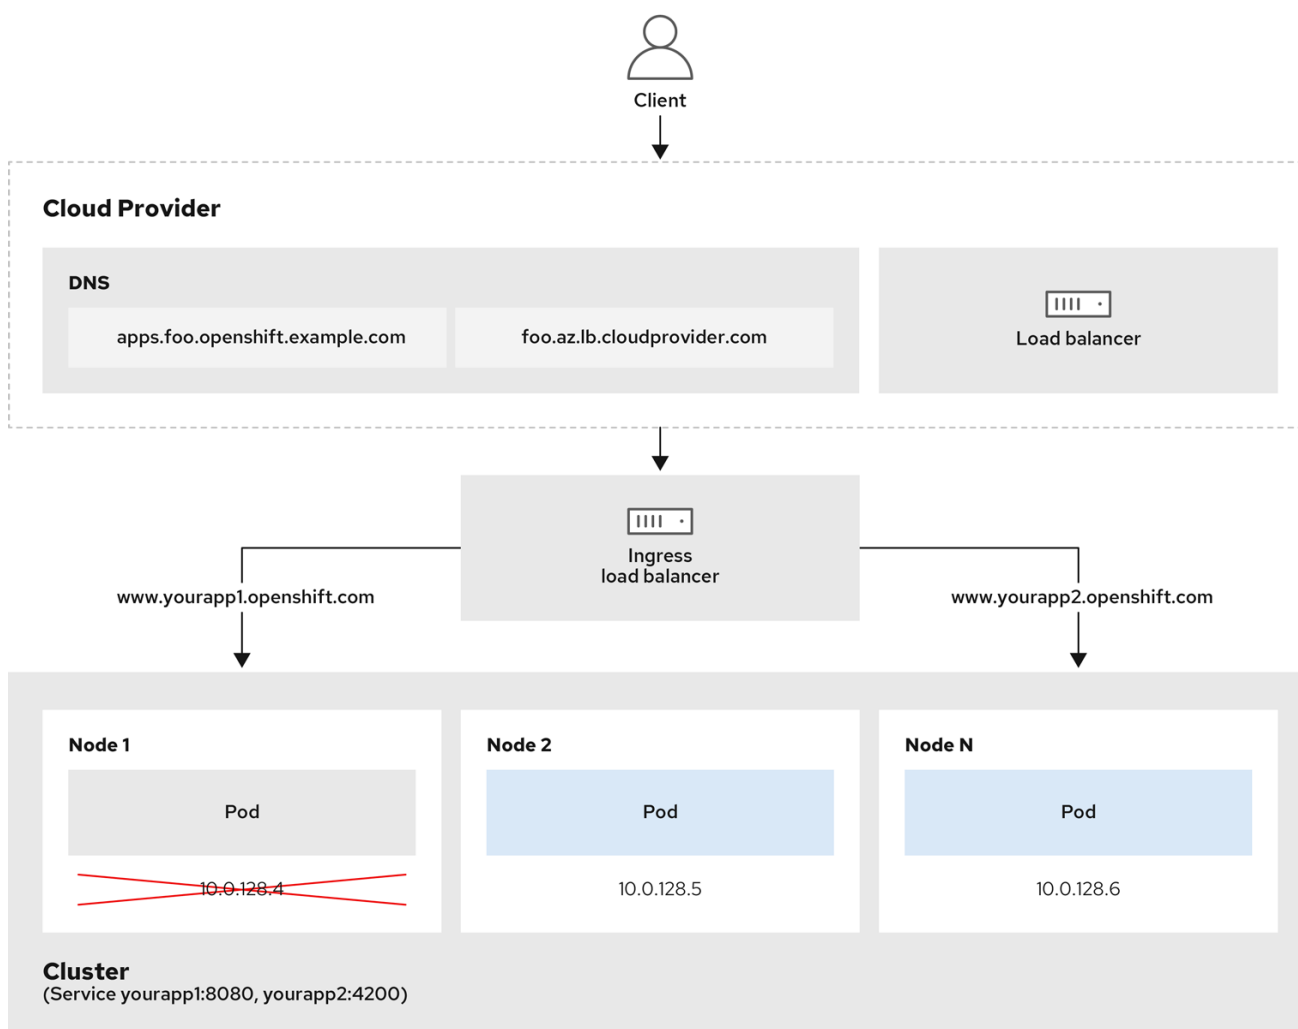 Client
Cloud Provider
DNS
apps.foo.openshift.example.com
foo.az.lb.cloudprovider.com
Load balancer
Ingress
load balancer
www.yourapp1.openshift.com
www.yourapp2.openshift.com
Node 1
Pod
10.0.128.4
Node 2
Pod
10.0.128.5
Node N
Pod
10.0.128.6
Cluster
(Service yourapp1:8080, yourapp2:4200)